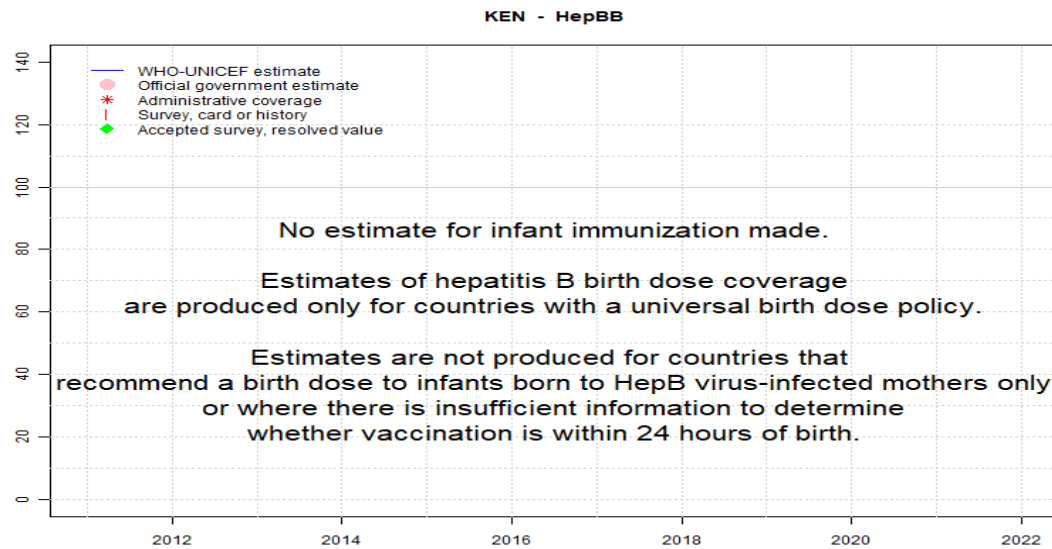 KEN - HepBB
WHO-UNICEF estimate
Official government estimate
Administrative coverage
Survey, card or history
Accepted survey, resolved value
140
120
100
80
60
40
20
0
No estimate for infant immunization made.
Estimates of hepatitis B birth dose coverage
are produced only for countries with a universal birth dose policy.
Estimates are not produced for countries that
recommend a birth dose to infants born to HepB virus-infected mothers only
or where there is insufficient information to determine
whether vaccination is within 24 hours of birth.
2012 2014 2016 2018 2020 2022